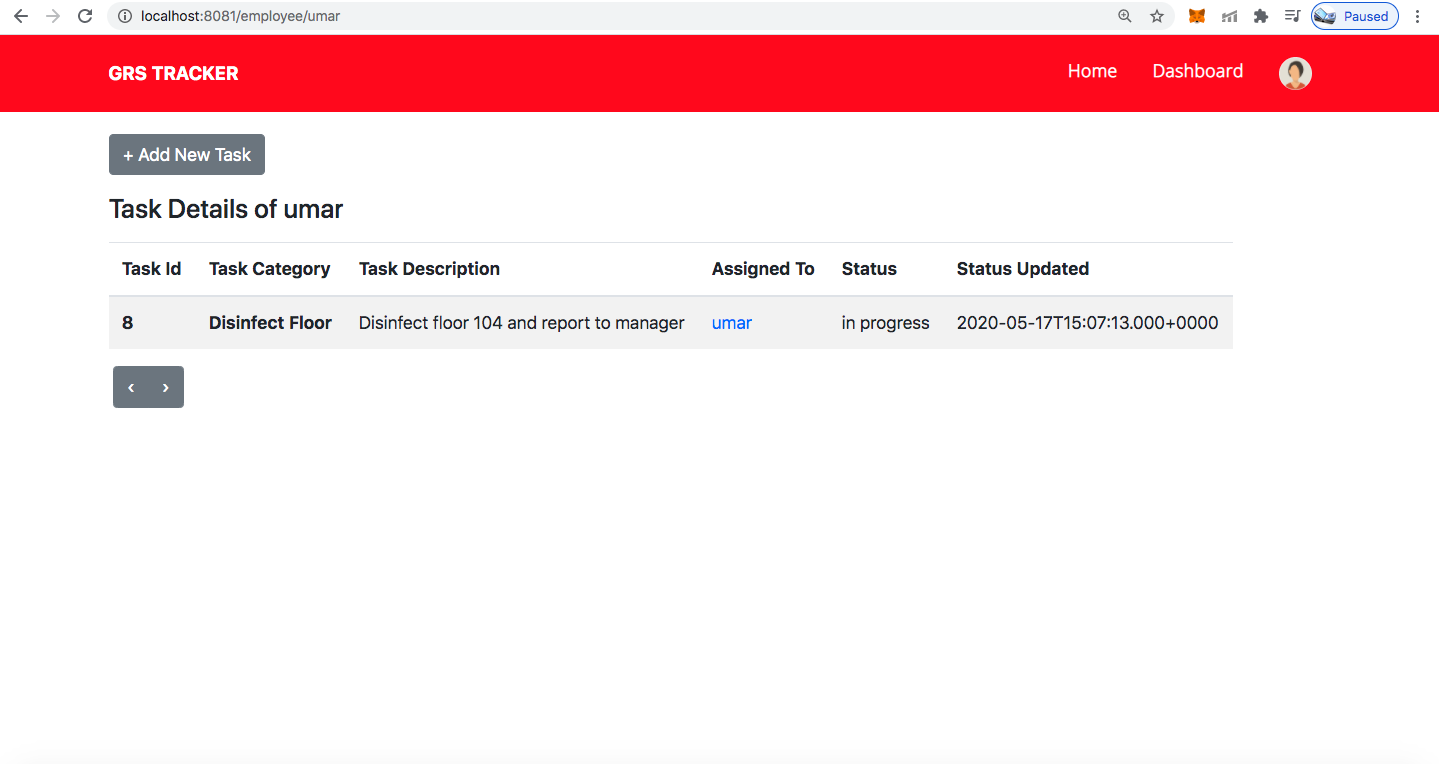 localhost:8081/employee/umar
Paused
GRS TRACKER
Home Dashboard
+ Add New Task
Task Details of umar
Task Id Task Category Task Description Assigned To Status Status Updated
8 Disinfect Floor Disinfect floor 104 and report to manager umar in progress 2020-05-17T15:07:13.000+0000
‹ ›